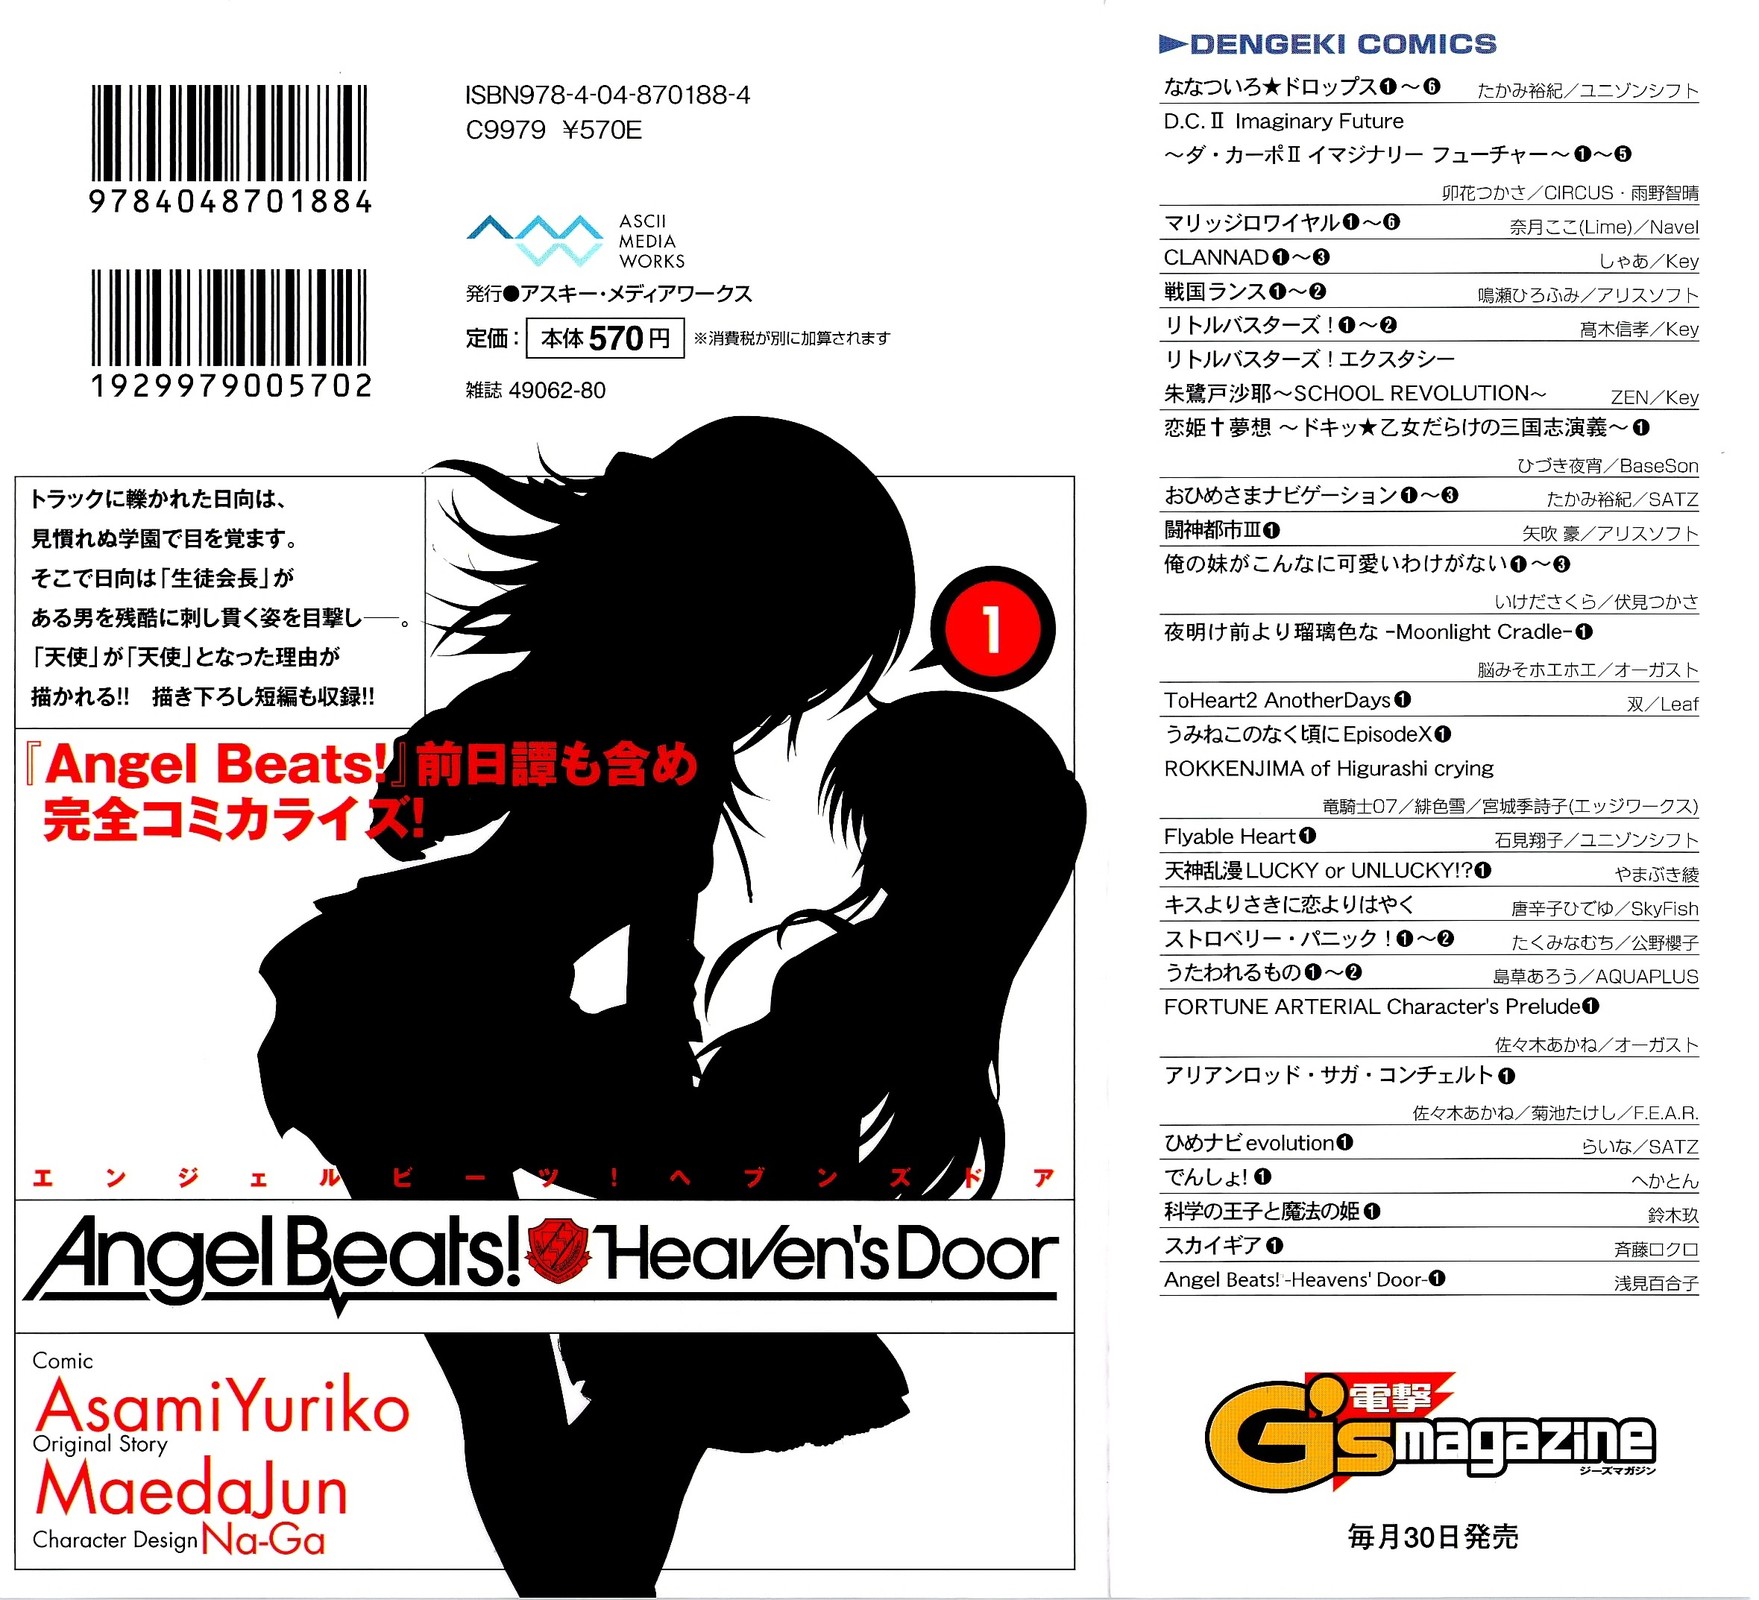 9784048701884
1929979005702
ISBN978-4-04-870188-4
C9979 ¥570E
ASCII
MEDIA
WORKS
発行●アスキー・メディアワークス
定価：本体570円 ※消費税が別に加算されます
雑誌 49062-80
トラックに轢かれた日向は、
見慣れぬ学園で目を覚ます。
そこで日向は「生徒会長」が
ある男を残酷に刺し貫く姿を目撃し──。
「天使」が「天使」となった理由が
描かれる!!　描き下ろし短編も収録!!
1
『Angel Beats!』前日譚も含め
完全コミカライズ!
エンジェルビーツ!ヘブンズドア
Angel Beats! Heaven's Door
Comic
AsamiYuriko
Original Story
MaedaJun
Character Design Na-Ga
▶DENGEKI COMICS
ななついろ★ドロップス❶～❻ たかみ裕紀／ユニゾンシフト
D.C.Ⅱ Imaginary Future
～ダ・カーポⅡ イマジナリー フューチャー～❶～❺
卯花つかさ／CIRCUS・雨野智晴
マリッジロワイヤル❶～❻ 奈月ここ(Lime)／Navel
CLANNAD❶～❸ しゃあ／Key
戦国ランス❶～❷ 鳴瀬ひろふみ／アリスソフト
リトルバスターズ！❶～❷ 髙木信孝／Key
リトルバスターズ！エクスタシー
朱鷺戸沙耶～SCHOOL REVOLUTION～ ZEN／Key
恋姫†夢想 ～ドキッ★乙女だらけの三国志演義～❶
ひづき夜宵／BaseSon
おひめさまナビゲーション❶～❸ たかみ裕紀／SATZ
闘神都市Ⅲ❶ 矢吹 豪／アリスソフト
俺の妹がこんなに可愛いわけがない❶～❸
いけださくら／伏見つかさ
夜明け前より瑠璃色な -Moonlight Cradle-❶
脳みそホエホエ／オーガスト
ToHeart2 AnotherDays❶ 双／Leaf
うみねこのなく頃にEpisodeX❶
ROKKENJIMA of Higurashi crying
竜騎士07／緋色雪／宮城季詩子(エッジワークス)
Flyable Heart❶ 石見翔子／ユニゾンシフト
天神乱漫LUCKY or UNLUCKY!?❶ やまぶき綾
キスよりさきに恋よりはやく 唐辛子ひでゆ／SkyFish
ストロベリー・パニック！❶～❷ たくみなむち／公野櫻子
うたわれるもの❶～❷ 島草あろう／AQUAPLUS
FORTUNE ARTERIAL Character's Prelude❶
佐々木あかね／オーガスト
アリアンロッド・サガ・コンチェルト❶
佐々木あかね／菊池たけし／F.E.A.R.
ひめナビevolution❶ らいな／SATZ
でんしょ!❶ へかとん
科学の王子と魔法の姫❶ 鈴木玖
スカイギア❶ 斉藤ロクロ
Angel Beats! -Heavens' Door-❶ 浅見百合子
電撃
G's magazine
ジーズマガジン
毎月30日発売